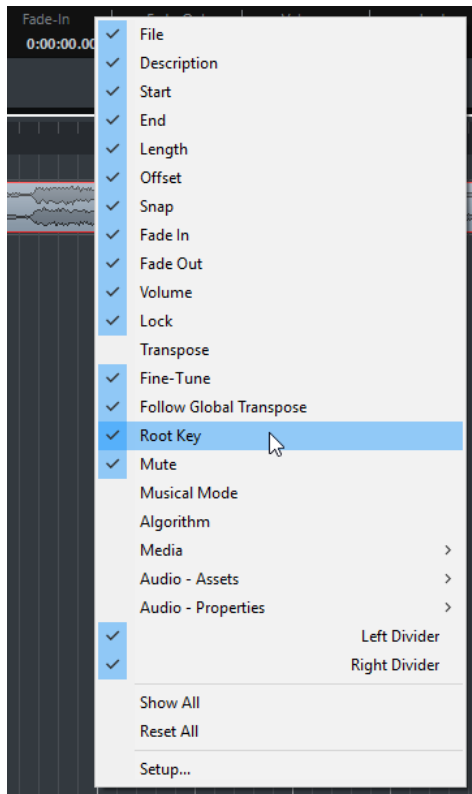 Fade-In
0:00:00.00
File
Description
Start
End
Length
Offset
Snap
Fade In
Fade Out
Volume
Lock
Transpose
Fine-Tune
Follow Global Transpose
Root Key
Mute
Musical Mode
Algorithm
Media
Audio - Assets
Audio - Properties
Left Divider
Right Divider
Show All
Reset All
Setup...